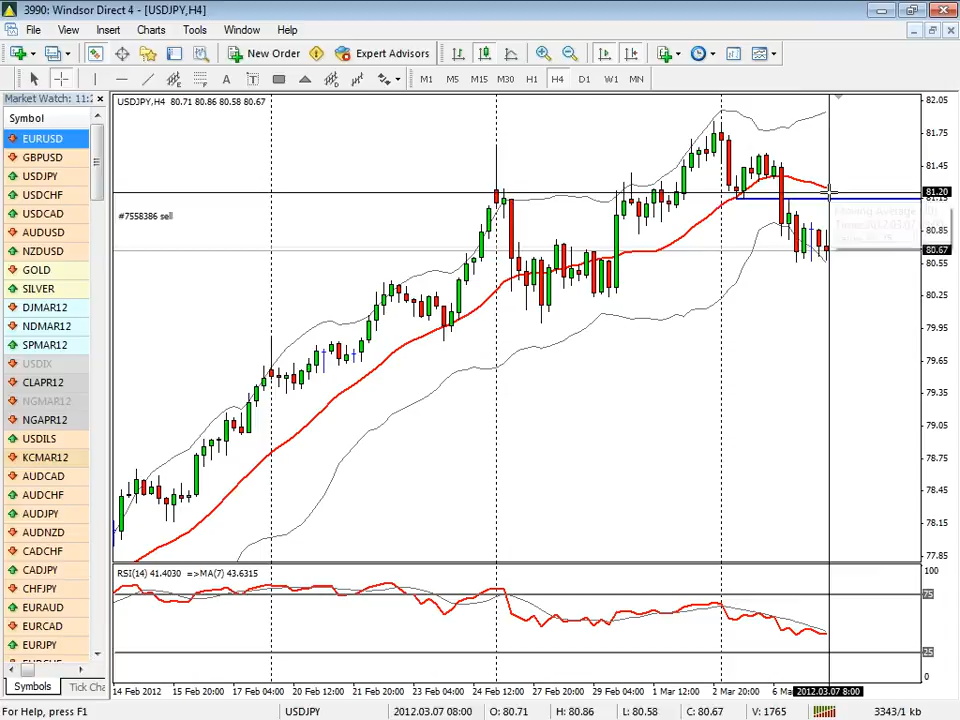 3990: Windsor Direct 4 - [USDJPY,H4]
File View Insert Charts Tools Window Help
New Order Expert Advisors
A T M1 M5 M15 M30 H1 H4 D1 W1 MN
Market Watch: 11:2
Symbol
EURUSD
GBPUSD
USDJPY
USDCHF
USDCAD
AUDUSD
NZDUSD
GOLD
SILVER
DJMAR12
NDMAR12
SPMAR12
USDIX
CLAPR12
NGMAR12
NGAPR12
USDILS
KCMAR12
AUDCAD
AUDCHF
AUDJPY
AUDNZD
CADCHF
CADJPY
CHFJPY
EURAUD
EURCAD
EURJPY
Symbols Tick Cha
USDJPY,H4 80.71 80.86 80.58 80.67
#7558386 sell
Moving Average
82.05
81.75
81.45
81.20
81.15
80.85
80.67
80.55
80.25
79.95
79.65
79.35
79.05
78.75
78.45
78.15
77.85
RSI(14) 41.4030 =>MA(7) 43.6315
100
75
25
0
14 Feb 2012 15 Feb 20:00 17 Feb 04:00 20 Feb 12:00 21 Feb 20:00 23 Feb 04:00 24 Feb 12:00 27 Feb 20:00 29 Feb 04:00 1 Mar 12:00 2 Mar 20:00 6 Ma 2012.03.07 8:00
For Help, press F1 USDJPY 2012.03.07 08:00 O: 80.71 H: 80.86 L: 80.58 C: 80.67 V: 1765 3343/1 kb